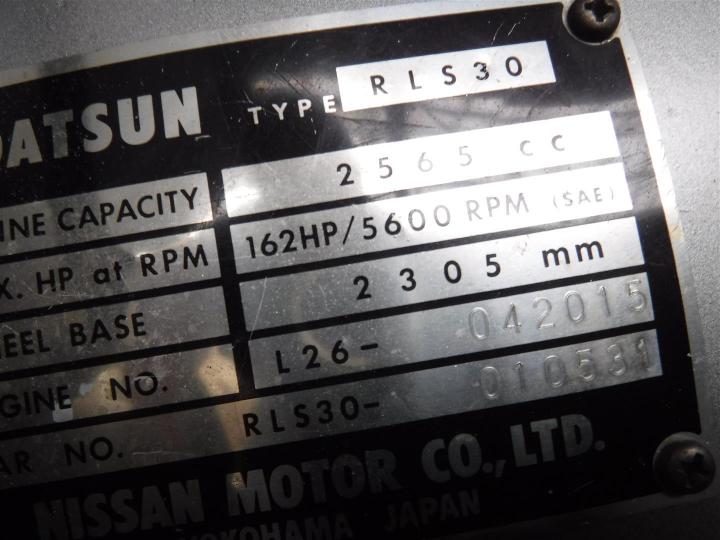 DATSUN TYPE RLS30
INE CAPACITY 2565 cc
X. HP at RPM 162HP/5600 RPM (SAE)
HEEL BASE 2305 mm
GINE NO. L26- 042015
AR NO. RLS30- 010531
NISSAN MOTOR CO., LTD.
YOKOHAMA JAPAN